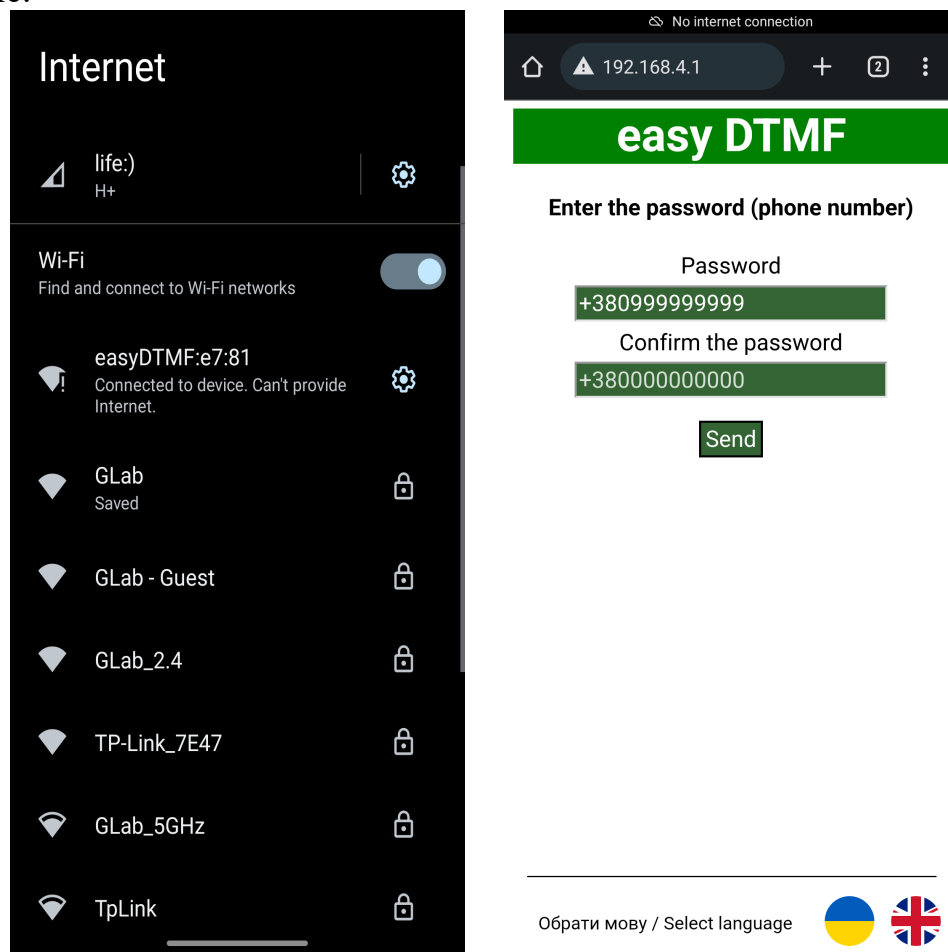 Internet
life:)
H+
Wi-Fi
Find and connect to Wi-Fi networks
easyDTMF:e7:81
Connected to device. Can't provide
Internet.
GLab
Saved
GLab - Guest
GLab_2.4
TP-Link_7E47
GLab_5GHz
TpLink
No internet connection
192.168.4.1
2
easy DTMF
Enter the password (phone number)
Password
+380999999999
Confirm the password
+380000000000
Send
Обрати мову / Select language